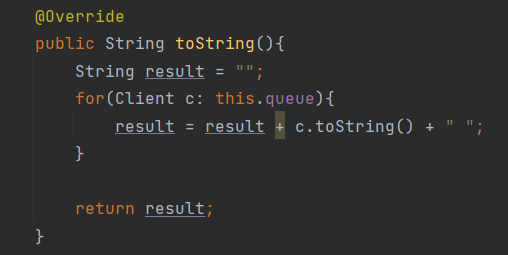 @Override
public String toString(){
    String result = "";
    for(Client c: this.queue){
        result = result + c.toString() + " ";
    }

    return result;
}